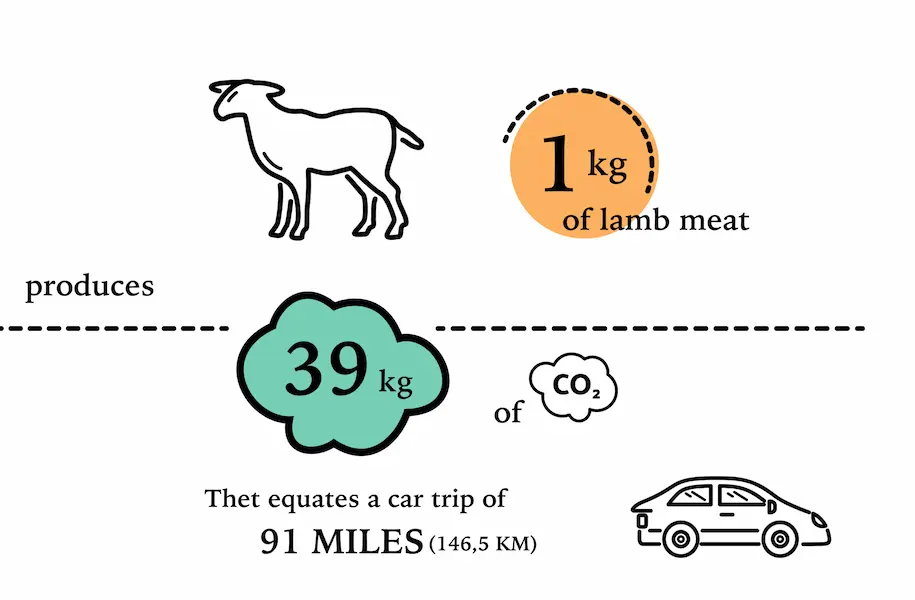 1 kg
of lamb meat
produces
39 kg
of CO₂
Thet equates a car trip of
91 MILES (146,5 KM)